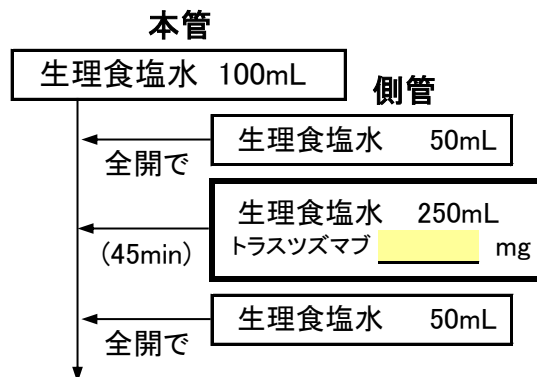 本管
生理食塩水 100mL
側管
生理食塩水 50mL
全開で
生理食塩水 250mL
トラスツズマブ mg
(45min)
生理食塩水 50mL
全開で